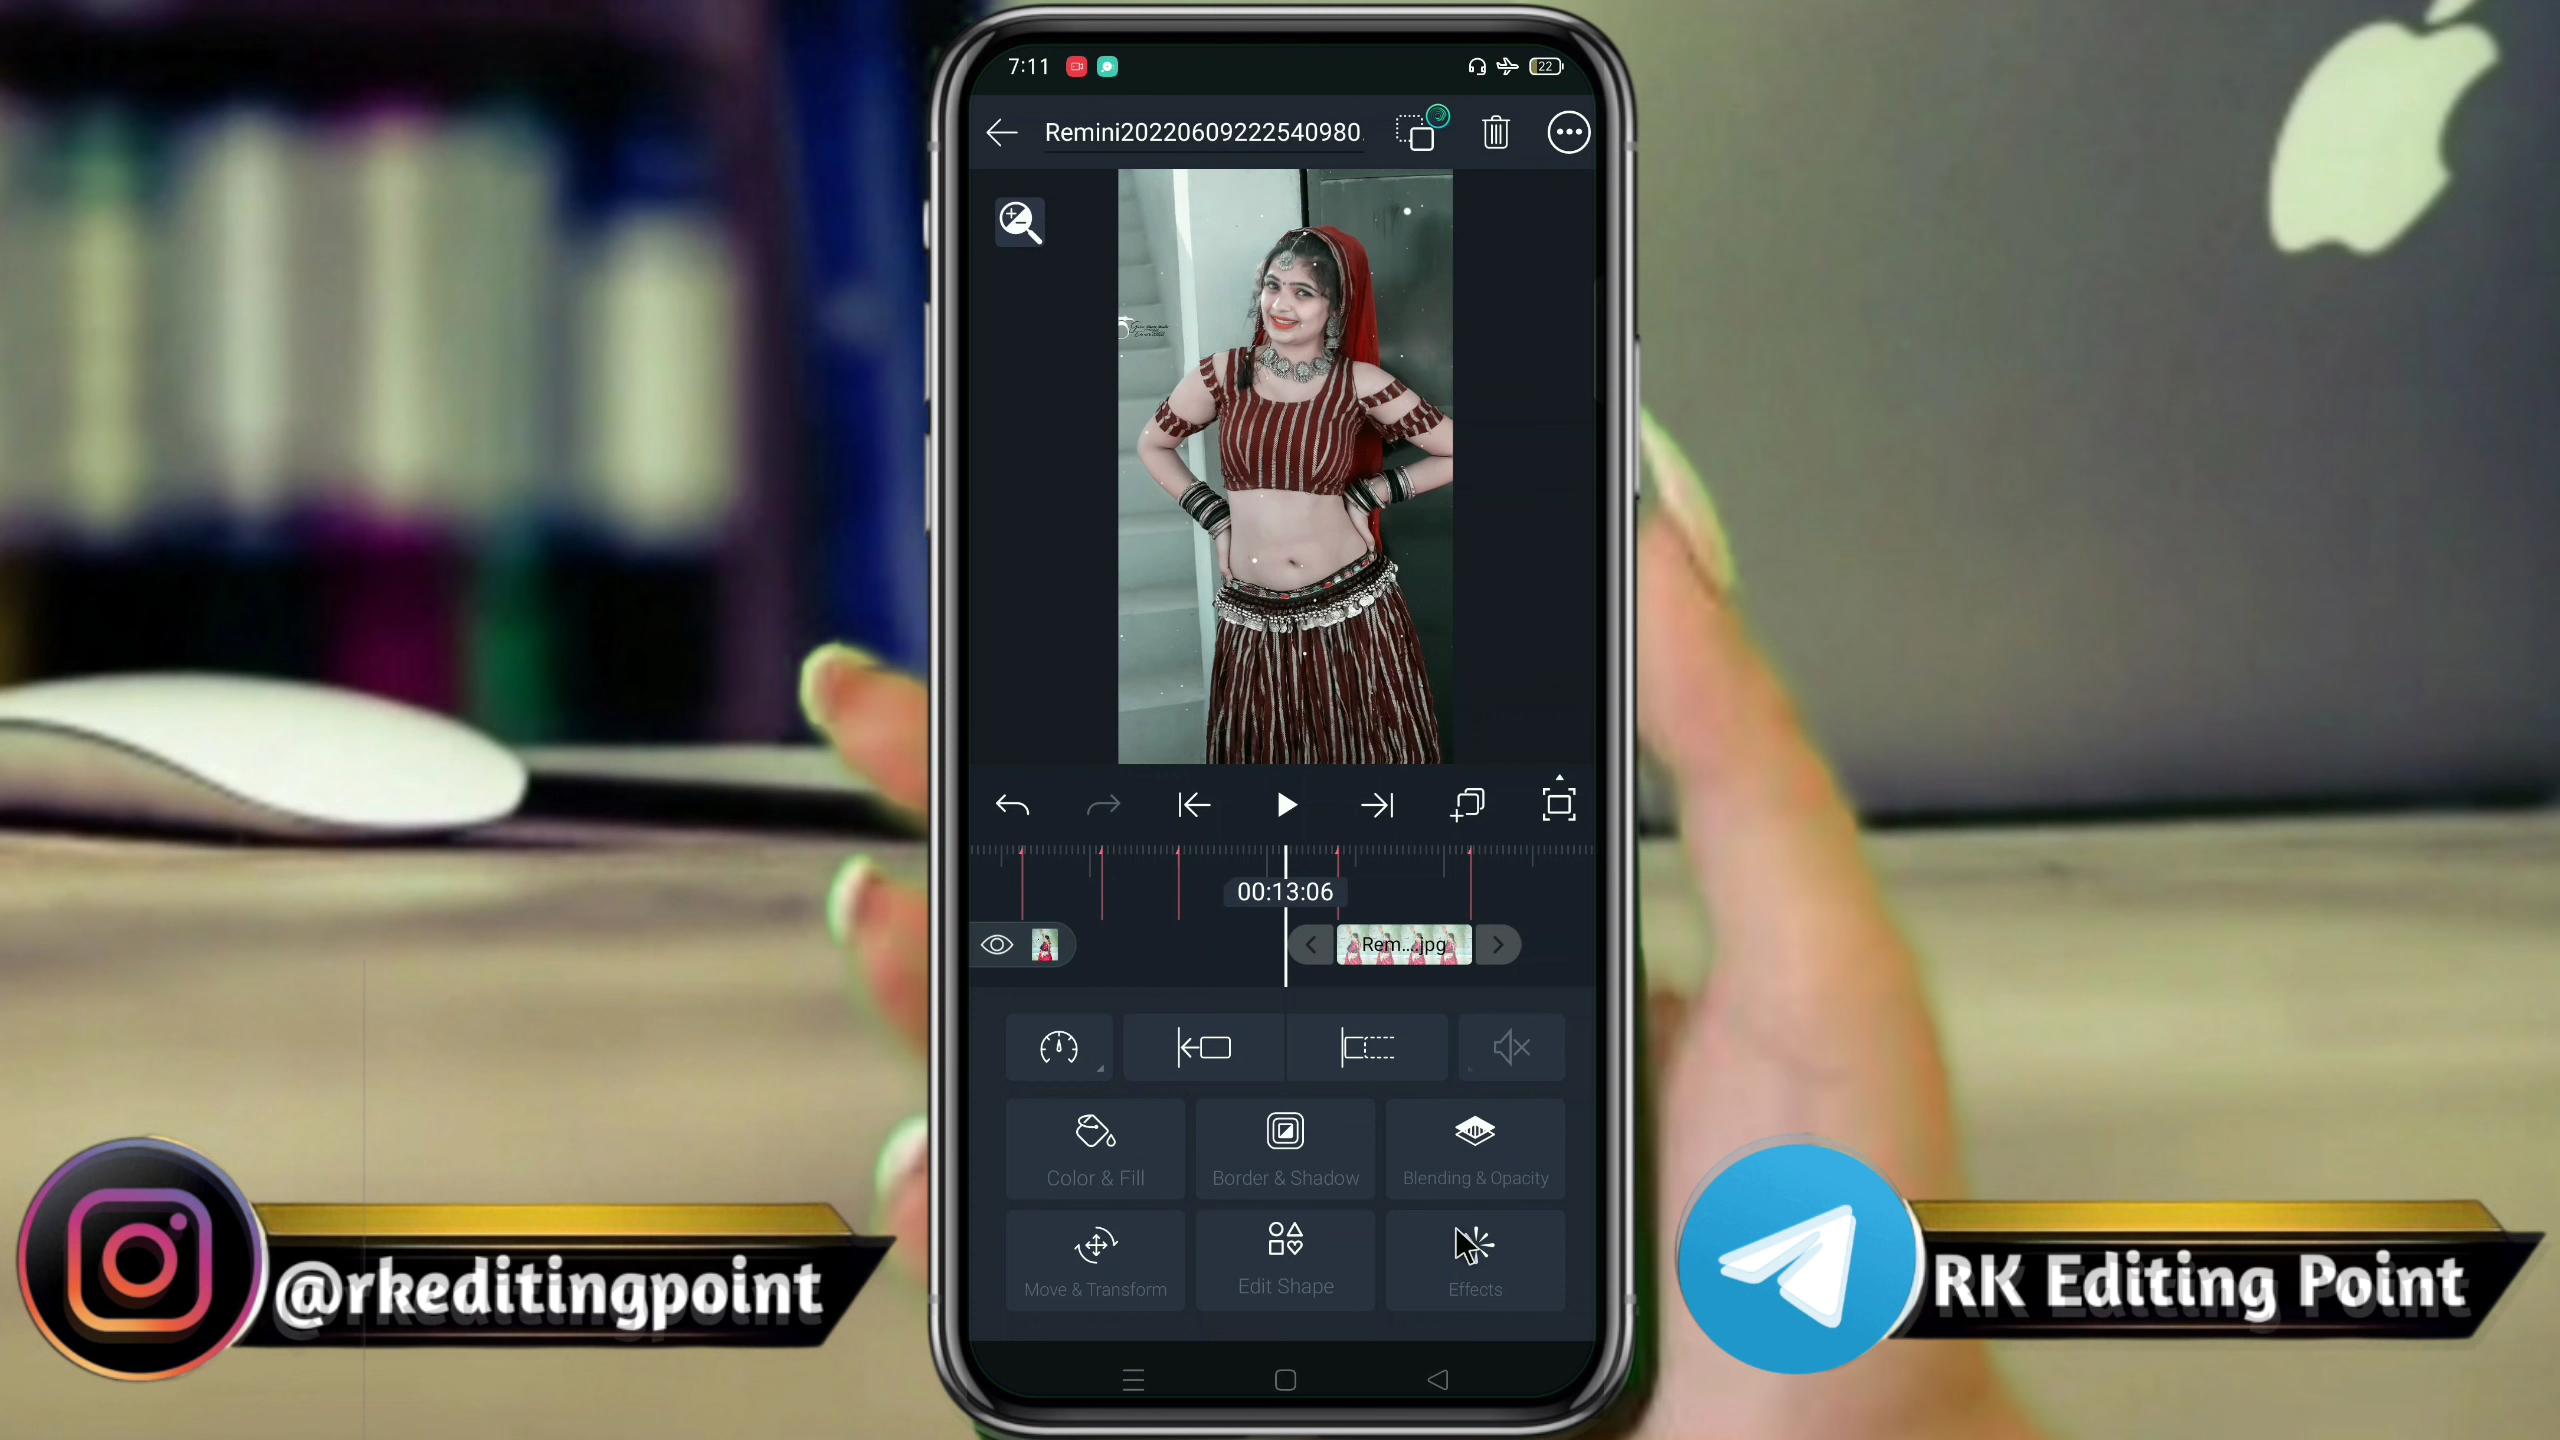 7:11
22
Remini20220609222540980.
00:13:06
Rem...jpg
Color & Fill
Border & Shadow
Blending & Opacity
Move & Transform
Edit Shape
Effects
@rkeditingpoint
RK Editing Point